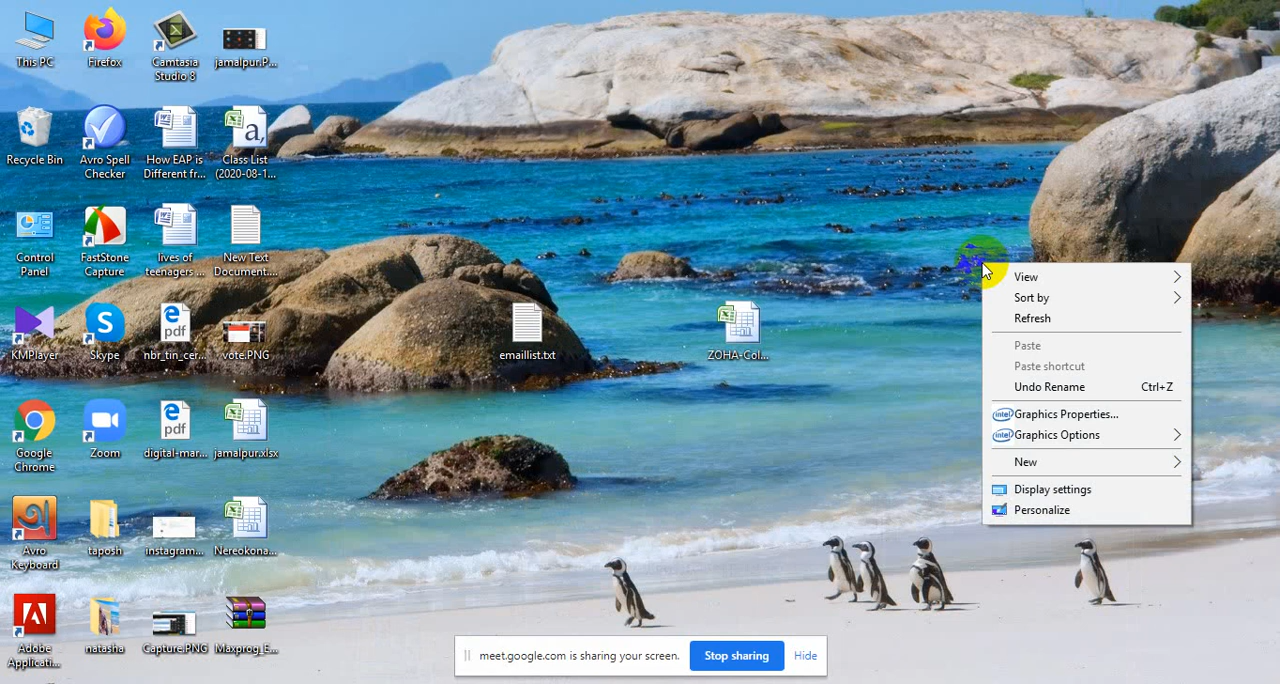 This PC
Firefox
Camtasia
Studio 8
jamalpur.P...
Recycle Bin
Avro Spell
Checker
How EAP is
Different fr...
Class List
(2020-08-1...
Control
Panel
FastStone
Capture
lives of
teenagers ...
New Text
Document....
KMPlayer
Skype
nbr_tin_cer...
vote.PNG
emaillist.txt
ZOHA-Col...
Google
Chrome
Zoom
digital-mar...
jamalpur.xlsx
Avro
Keyboard
taposh
instagram....
Nereokona...
Adobe
Applicati...
natasha
Capture.PNG
Maxprog_E...
View
Sort by
Refresh
Paste
Paste shortcut
Undo Rename Ctrl+Z
Graphics Properties...
Graphics Options
New
Display settings
Personalize
meet.google.com is sharing your screen. Stop sharing Hide